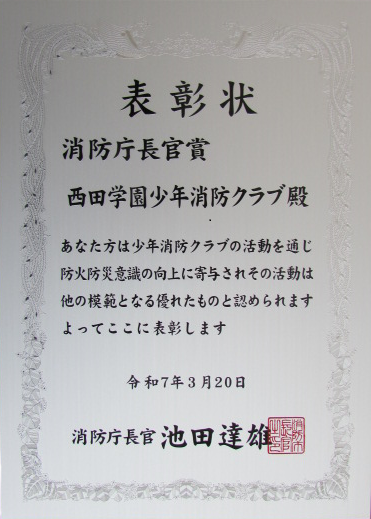 表彰状
消防庁長官賞
西田学園少年消防クラブ殿
あなた方は少年消防クラブの活動を通じ
防火防災意識の向上に寄与されその活動は
他の模範となる優れたものと認められます
よってここに表彰します
令和7年3月20日
消防庁長官 池田達雄